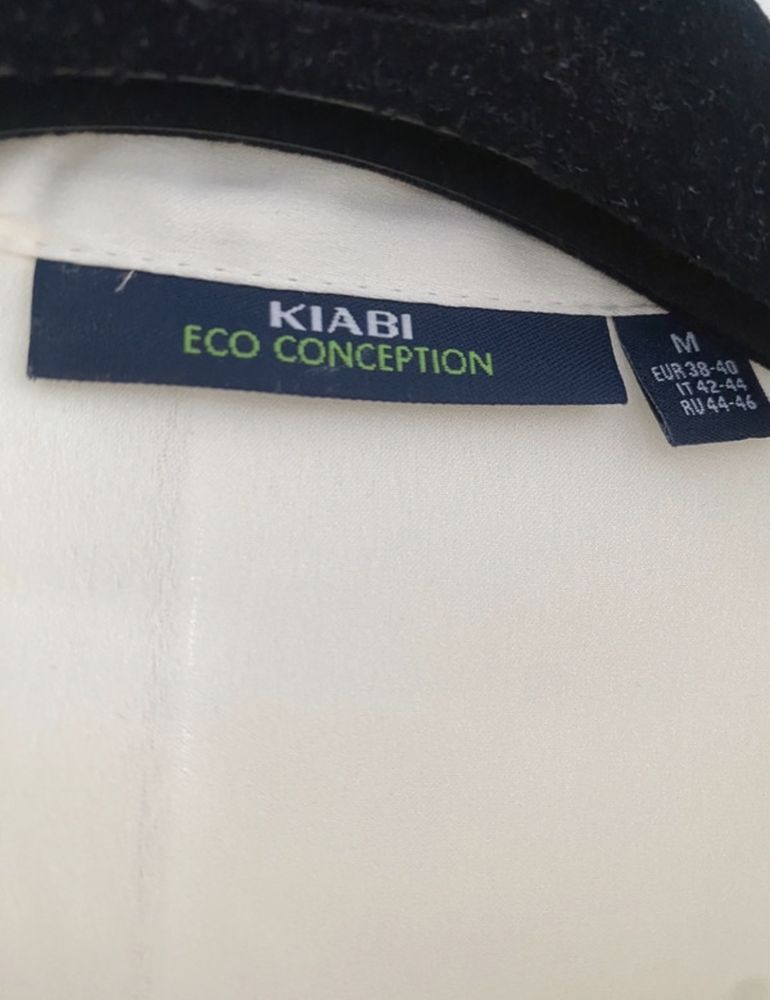 KIABI
ECO CONCEPTION
M
EUR 38-40
IT 42-44
RU 44-46